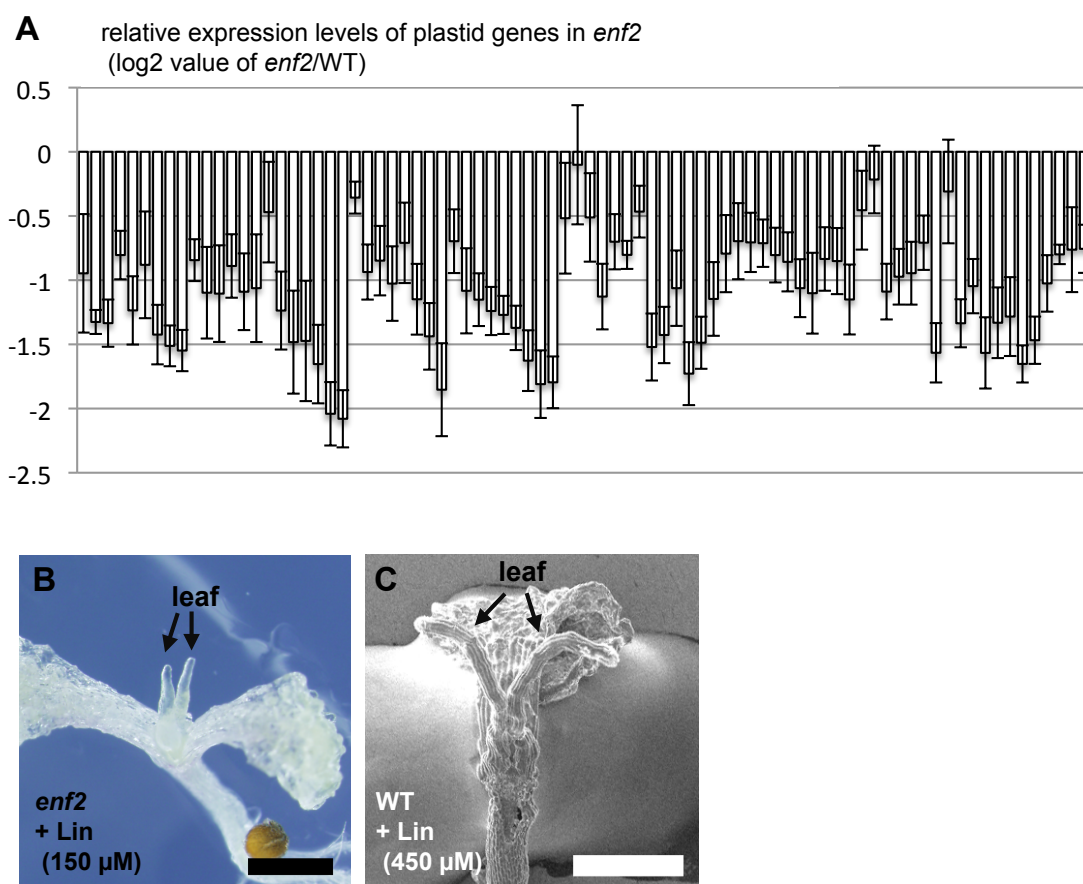 A
relative expression levels of plastid genes in enf2
(log2 value of enf2/WT)
0.5
0
-0.5
-1
-1.5
-2
-2.5
B
leaf
enf2
+ Lin
(150 µM)
C
leaf
WT
+ Lin
(450 µM)